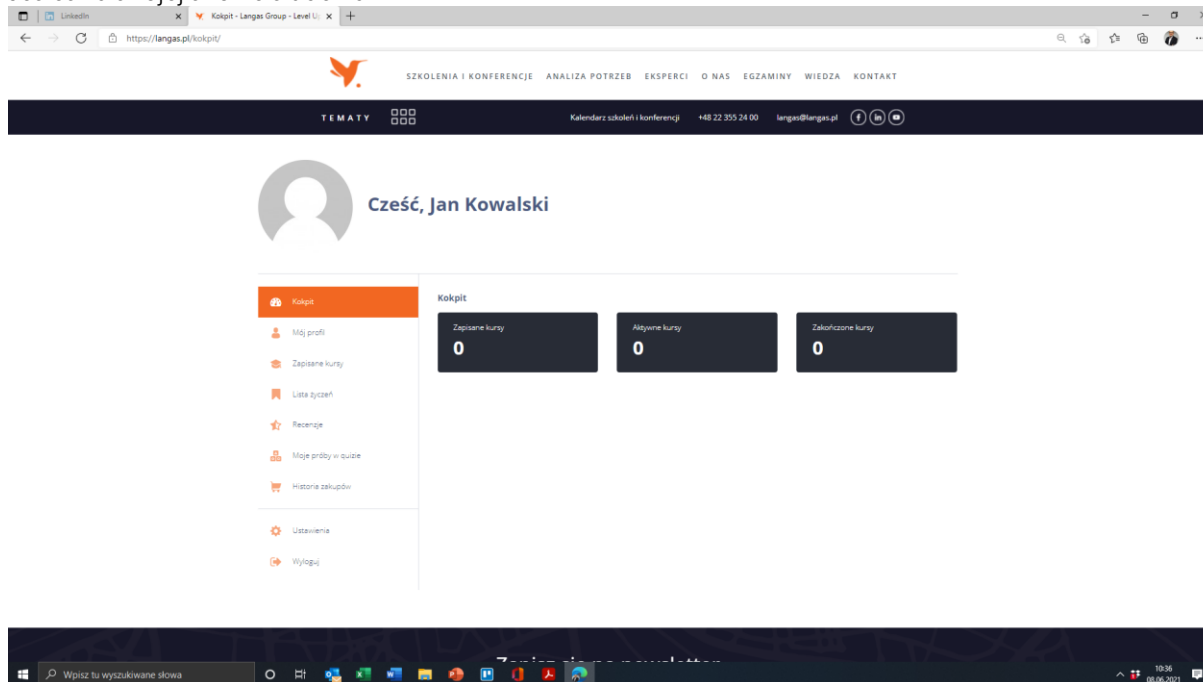 LinkedIn
Kokpit - Langas Group - Level U
https://langas.pl/kokpit/
SZKOLENIA I KONFERENCJE ANALIZA POTRZEB EKSPERCI O NAS EGZAMINY WIEDZA KONTAKT
TEMATY Kalendarz szkoleń i konferencji +48 22 355 24 00 langas@langas.pl
Cześć, Jan Kowalski
Kokpit
Mój profil
Zapisane kursy
Lista życzeń
Recenzje
Moje próby w quizie
Historia zakupów
Ustawienia
Wyloguj
Kokpit
Zapisane kursy
0
Aktywne kursy
0
Zakończone kursy
0
Wpisz tu wyszukiwane słowa
10:36
08.06.2021